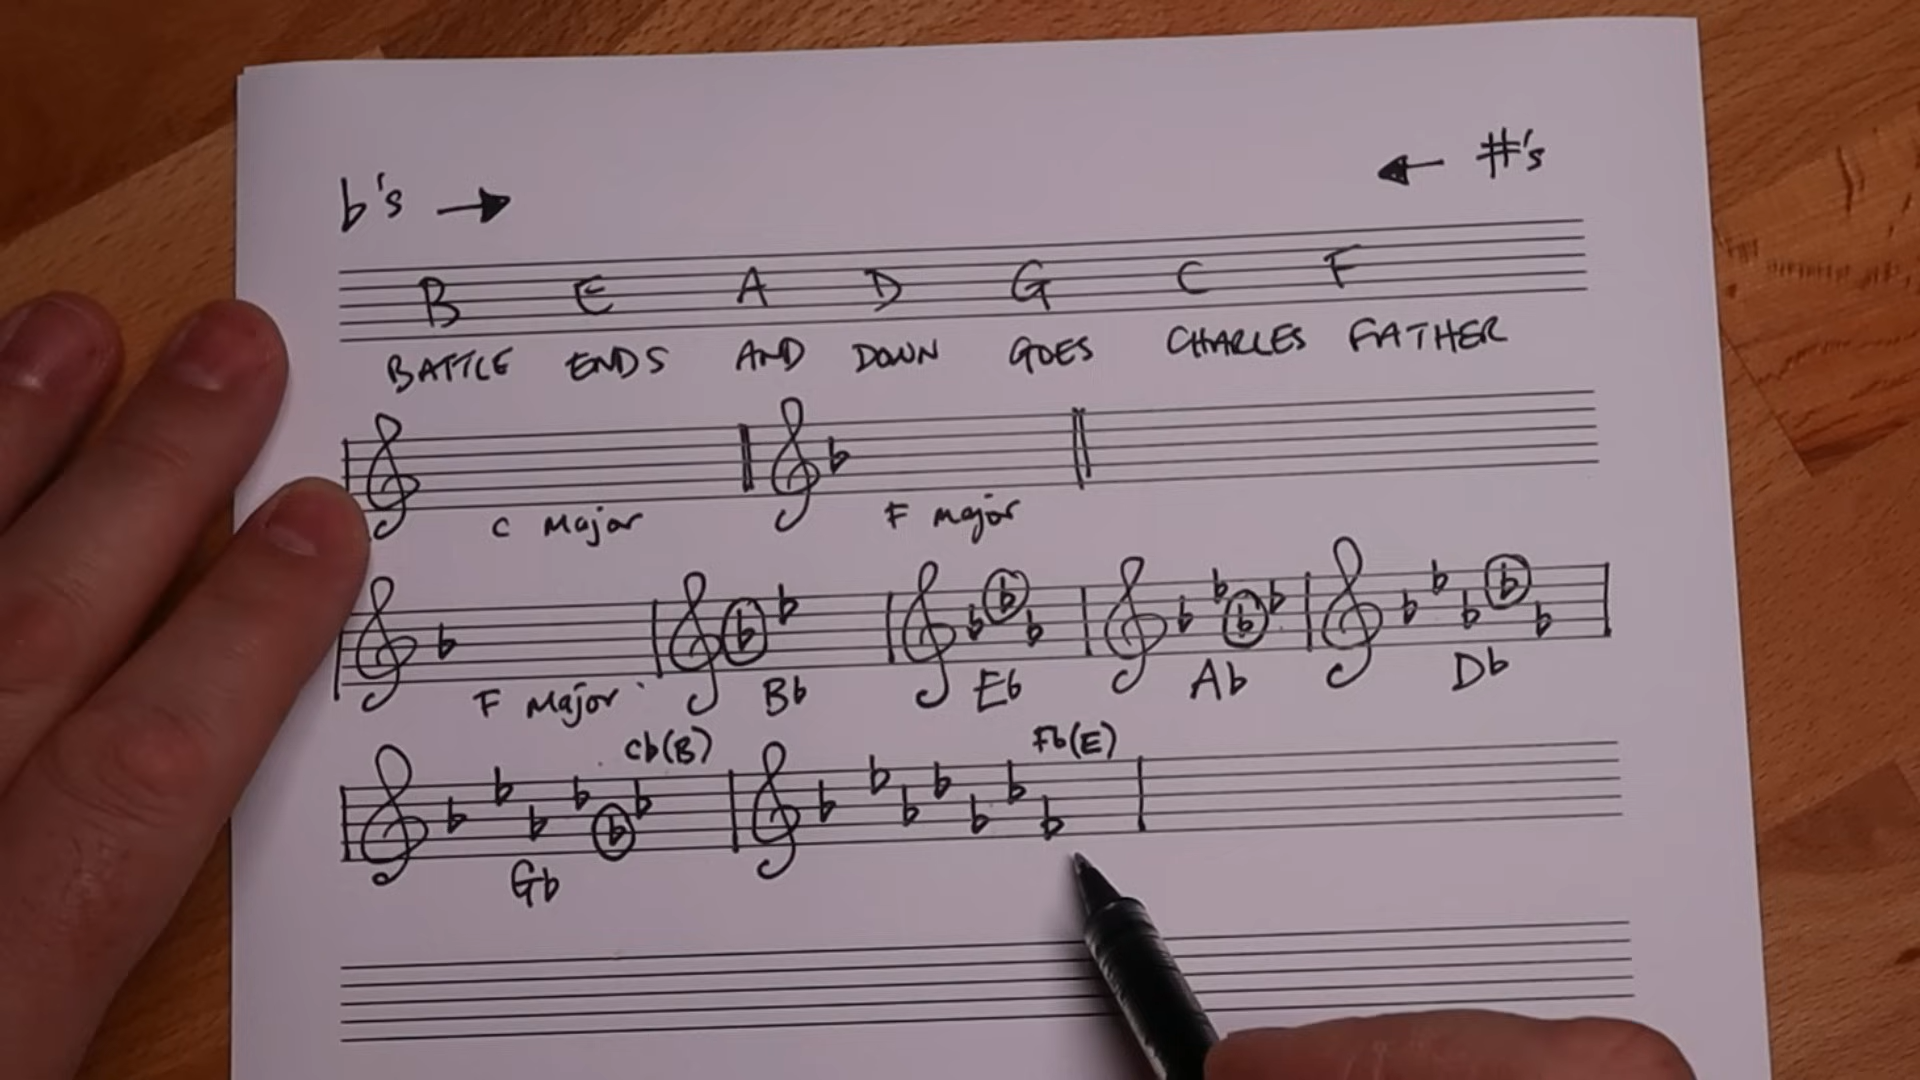 b's → ← #'s
B E A D G C F
BATTLE ENDS AND DOWN GOES CHARLES FATHER
C Major F major
F Major Bb Eb Ab Db
Cb(B) Fb(E)
Gb